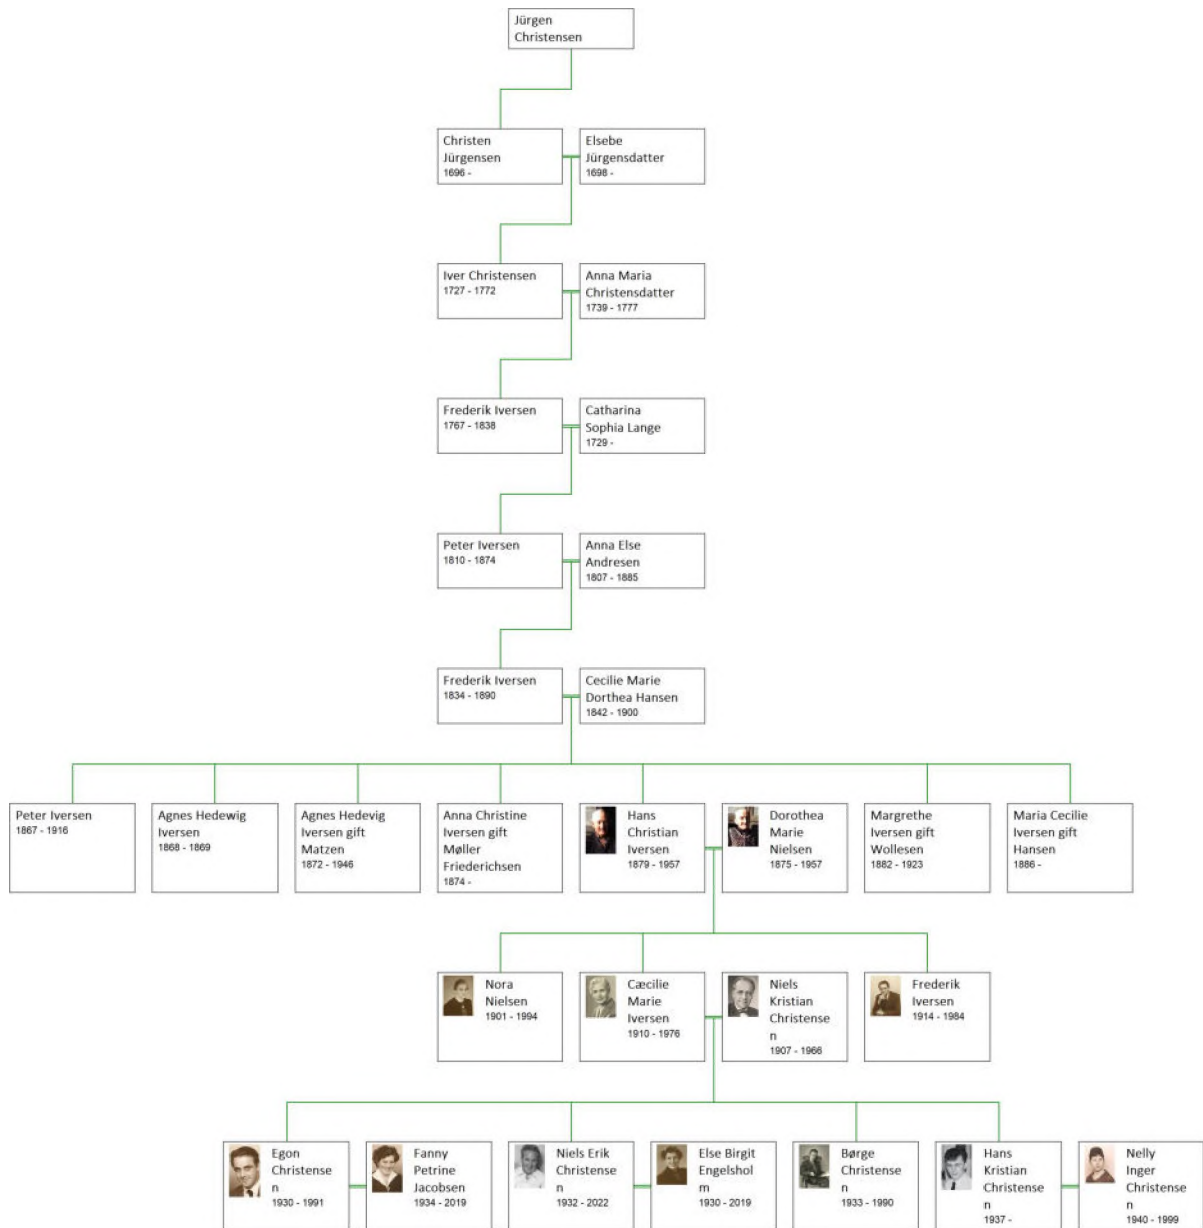 Jürgen
Christensen
Christen
Jürgensen
1696 -
Elsebe
Jürgensdatter
1698 -
Iver Christensen
1727 - 1772
Anna Maria
Christensdatter
1739 - 1777
Frederik Iversen
1767 - 1838
Catharina
Sophia Lange
1729 -
Peter Iversen
1810 - 1874
Anna Else
Andresen
1807 - 1885
Frederik Iversen
1834 - 1890
Cecilie Marie
Dorthea Hansen
1842 - 1900
Peter Iversen
1867 - 1916
Agnes Hedewig
Iversen
1868 - 1869
Agnes Hedevig
Iversen gift
Matzen
1872 - 1946
Anna Christine
Iversen gift
Møller
Friederichsen
1874 -
Hans
Christian
Iversen
1879 - 1957
Dorothea
Marie
Nielsen
1875 - 1957
Margrethe
Iversen gift
Wollesen
1882 - 1923
Maria Cecilie
Iversen gift
Hansen
1886 -
Nora
Nielsen
1901 - 1994
Cæcilie
Marie
Iversen
1910 - 1976
Niels
Kristian
Christense
n
1907 - 1966
Frederik
Iversen
1914 - 1984
Egon
Christense
n
1930 - 1991
Fanny
Petrine
Jacobsen
1934 - 2019
Niels Erik
Christense
n
1932 - 2022
Else Birgit
Engelshol
m
1930 - 2019
Børge
Christense
n
1933 - 1990
Hans
Kristian
Christense
n
1937 -
Nelly
Inger
Christense
n
1940 - 1999